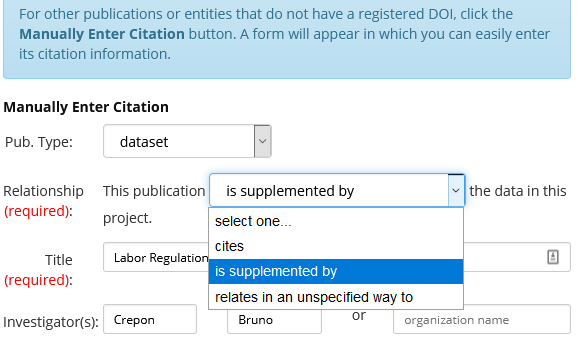 For other publications or entities that do not have a registered DOI, click the
Manually Enter Citation button. A form will appear in which you can easily enter
its citation information.
Manually Enter Citation
Pub. Type: dataset
Relationship (required): This publication is supplemented by the data in this
project.
select one...
cites
is supplemented by
relates in an unspecified way to
Title (required): Labor Regulation
Investigator(s): Crepon Bruno or organization name